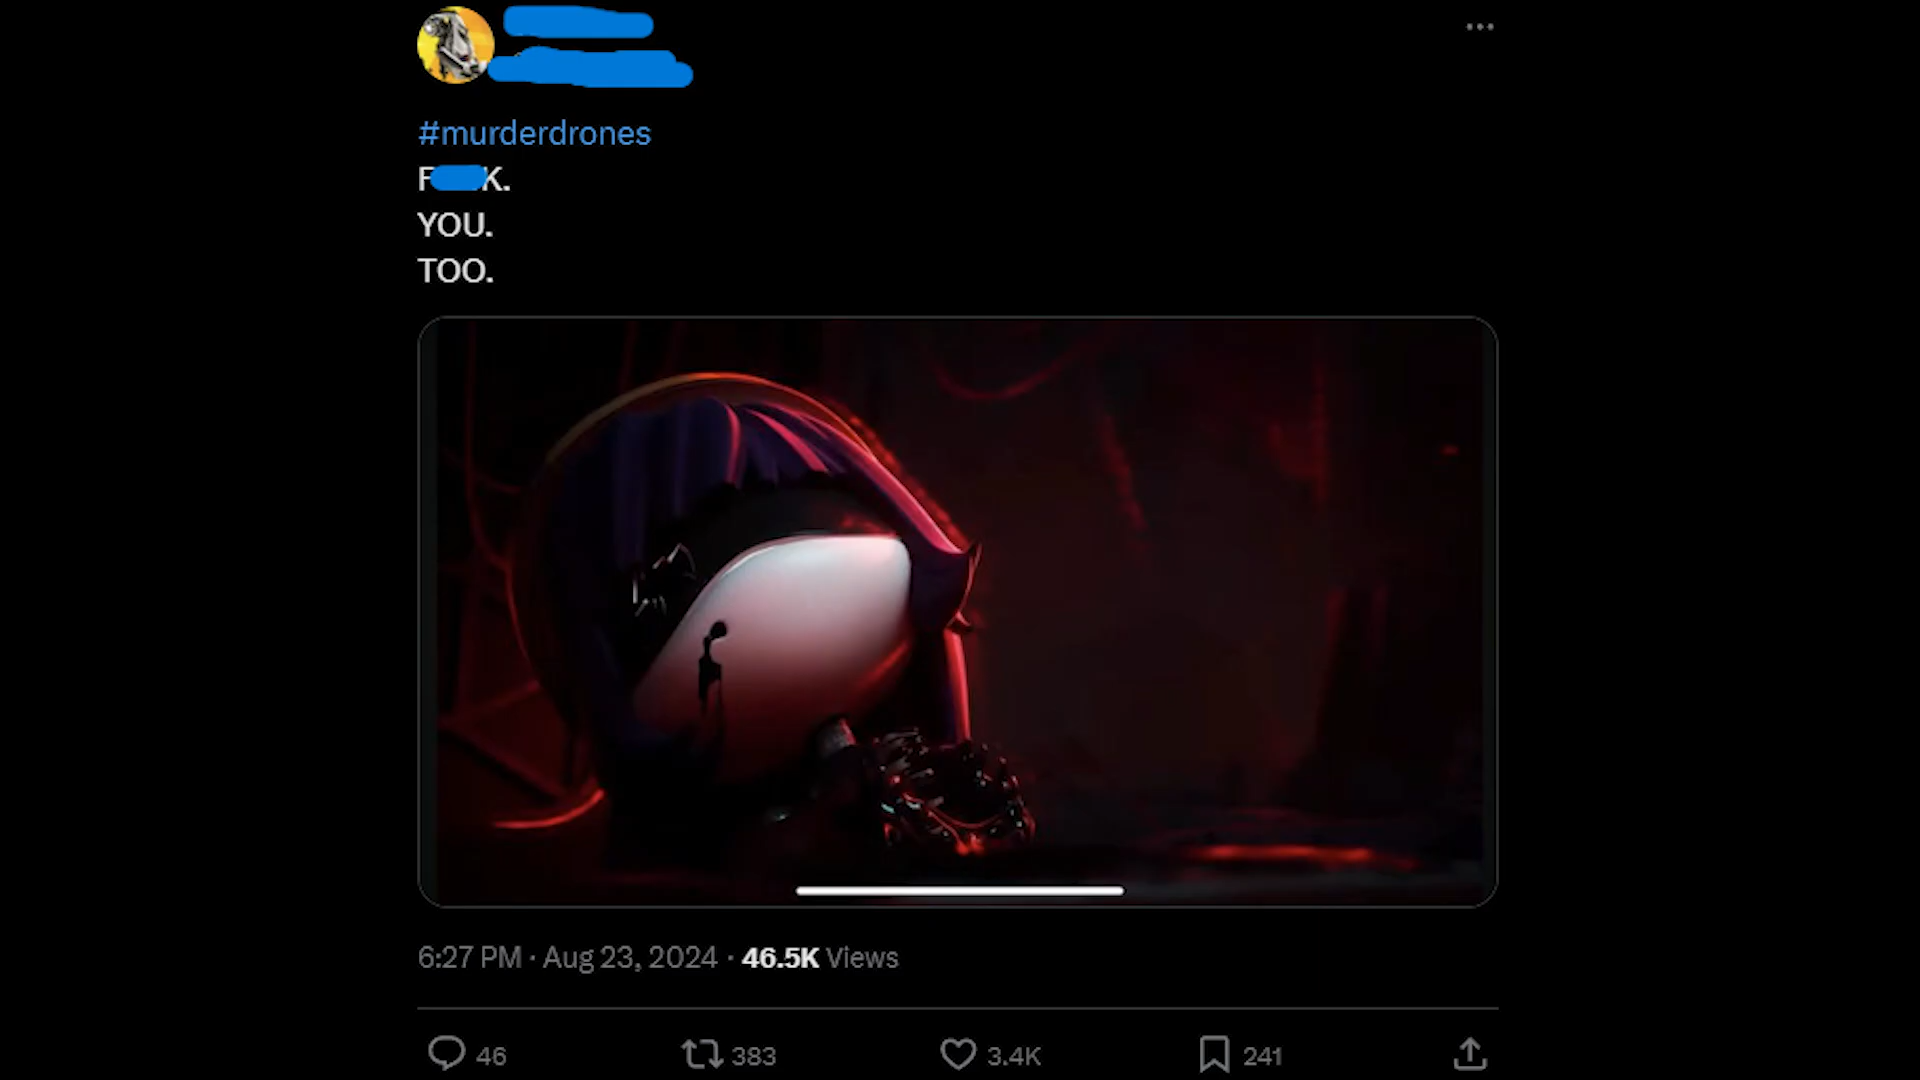 #murderdrones
F K.
YOU.
TOO.
6:27 PM · Aug 23, 2024 · 46.5K Views
46 383 3.4K 241